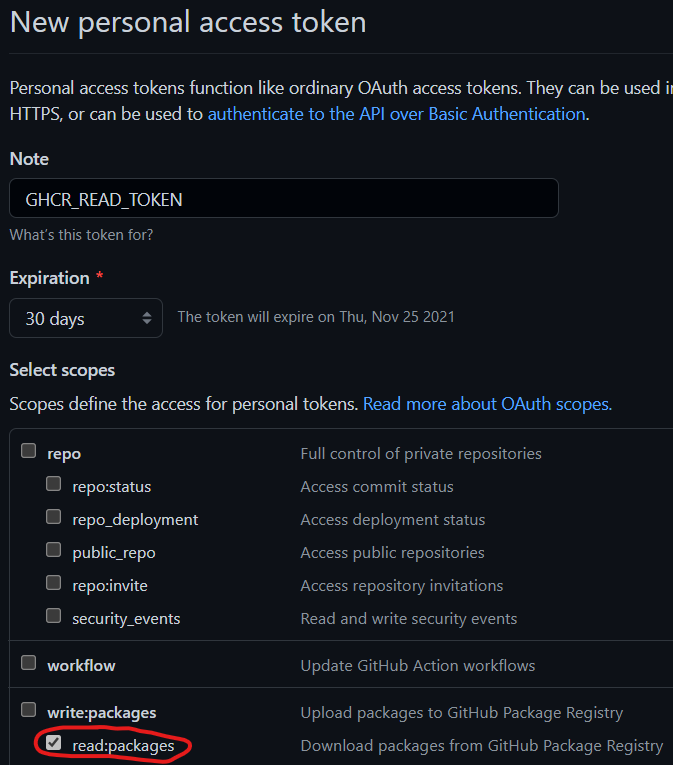 New personal access token
Personal access tokens function like ordinary OAuth access tokens. They can be used
HTTPS, or can be used to authenticate to the API over Basic Authentication.
Note
GHCR_READ_TOKEN
What's this token for?
Expiration *
30 days The token will expire on Thu, Nov 25 2021
Select scopes
Scopes define the access for personal tokens. Read more about OAuth scopes.
repo Full control of private repositories
repo:status Access commit status
repo_deployment Access deployment status
public_repo Access public repositories
repo:invite Access repository invitations
security_events Read and write security events
workflow Update GitHub Action workflows
write:packages Upload packages to GitHub Package Registry
read:packages Download packages from GitHub Package Registry